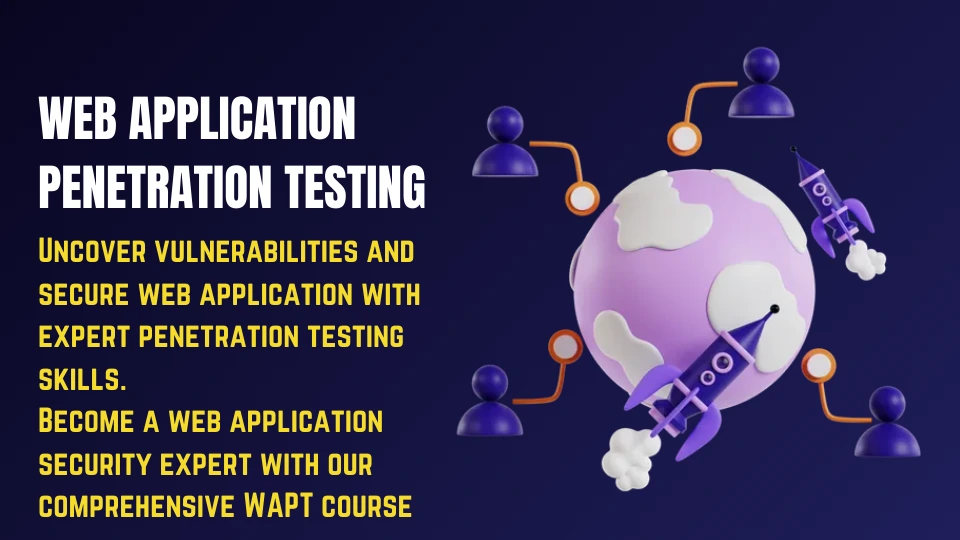 WEB APPLICATION
PENETRATION TESTING
Uncover vulnerabilities and
secure web application with
expert penetration testing
skills.
Become a web application
security expert with our
comprehensive WAPT course